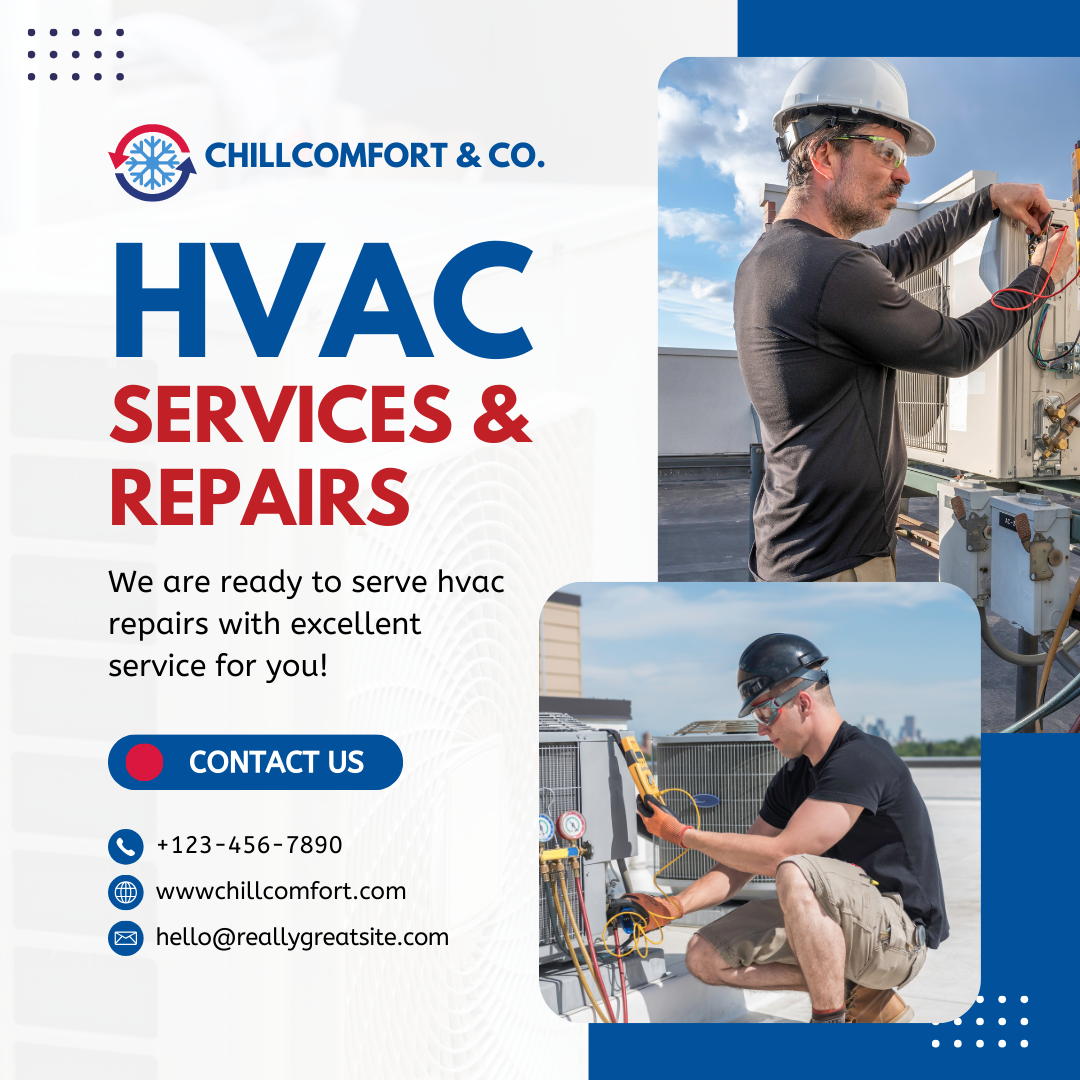 CHILLCOMFORT & CO.
HVAC
SERVICES &
REPAIRS
We are ready to serve hvac
repairs with excellent
service for you!
CONTACT US
+123-456-7890
wwwchillcomfort.com
hello@reallygreatsite.com